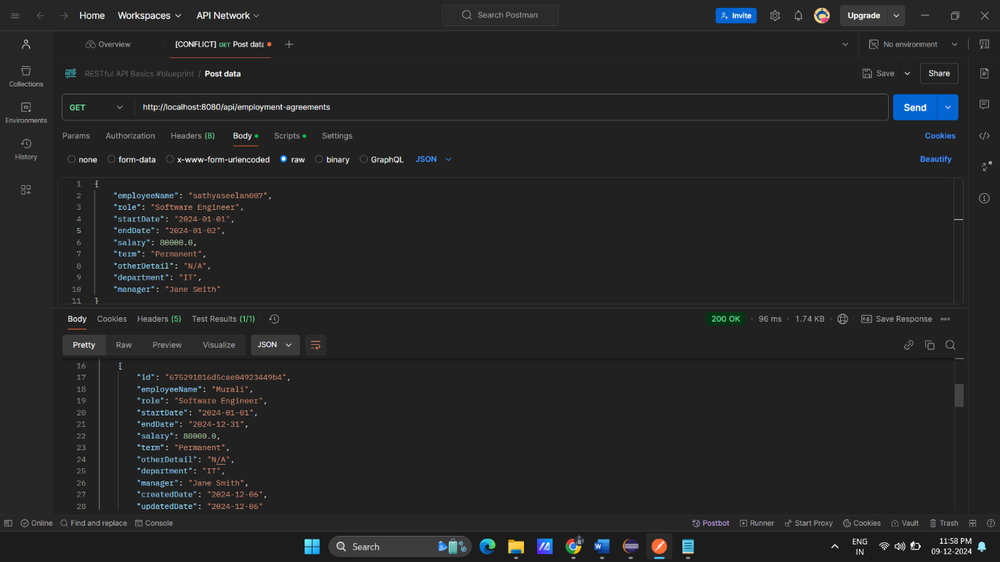 Home Workspaces API Network Search Postman Invite Upgrade
Overview [CONFLICT] GET Post data No environment
HTTP RESTful API Basics #blueprint / Post data Save Share
GET http://localhost:8080/api/employment-agreements Send
Collections
Environments
History
Params Authorization Headers (8) Body Scripts Settings Cookies
none form-data x-www-form-urlencoded raw binary GraphQL JSON Beautify
1 {
2 "employeeName": "sathyaseelan007",
3 "role": "Software Engineer",
4 "startDate": "2024-01-01",
5 "endDate": "2024-01-02",
6 "salary": 80000.0,
7 "term": "Permanent",
8 "otherDetail": "N/A",
9 "department": "IT",
10 "manager": "Jane Smith"
11 }
Body Cookies Headers (5) Test Results (1/1) 200 OK • 96 ms • 1.74 KB • e.g. Save Response
Pretty Raw Preview Visualize JSON
16 {
17 "id": "675291816d5cae04923449b4",
18 "employeeName": "Murali",
19 "role": "Software Engineer",
20 "startDate": "2024-01-01",
21 "endDate": "2024-12-31",
22 "salary": 80000.0,
23 "term": "Permanent",
24 "otherDetail": "N/A",
25 "department": "IT",
26 "manager": "Jane Smith",
27 "createdDate": "2024-12-06",
28 "updatedDate": "2024-12-06"
Online Find and replace Console Postbot Runner Start Proxy Cookies Vault Trash
Search ENG 11:58 PM
IN 09-12-2024